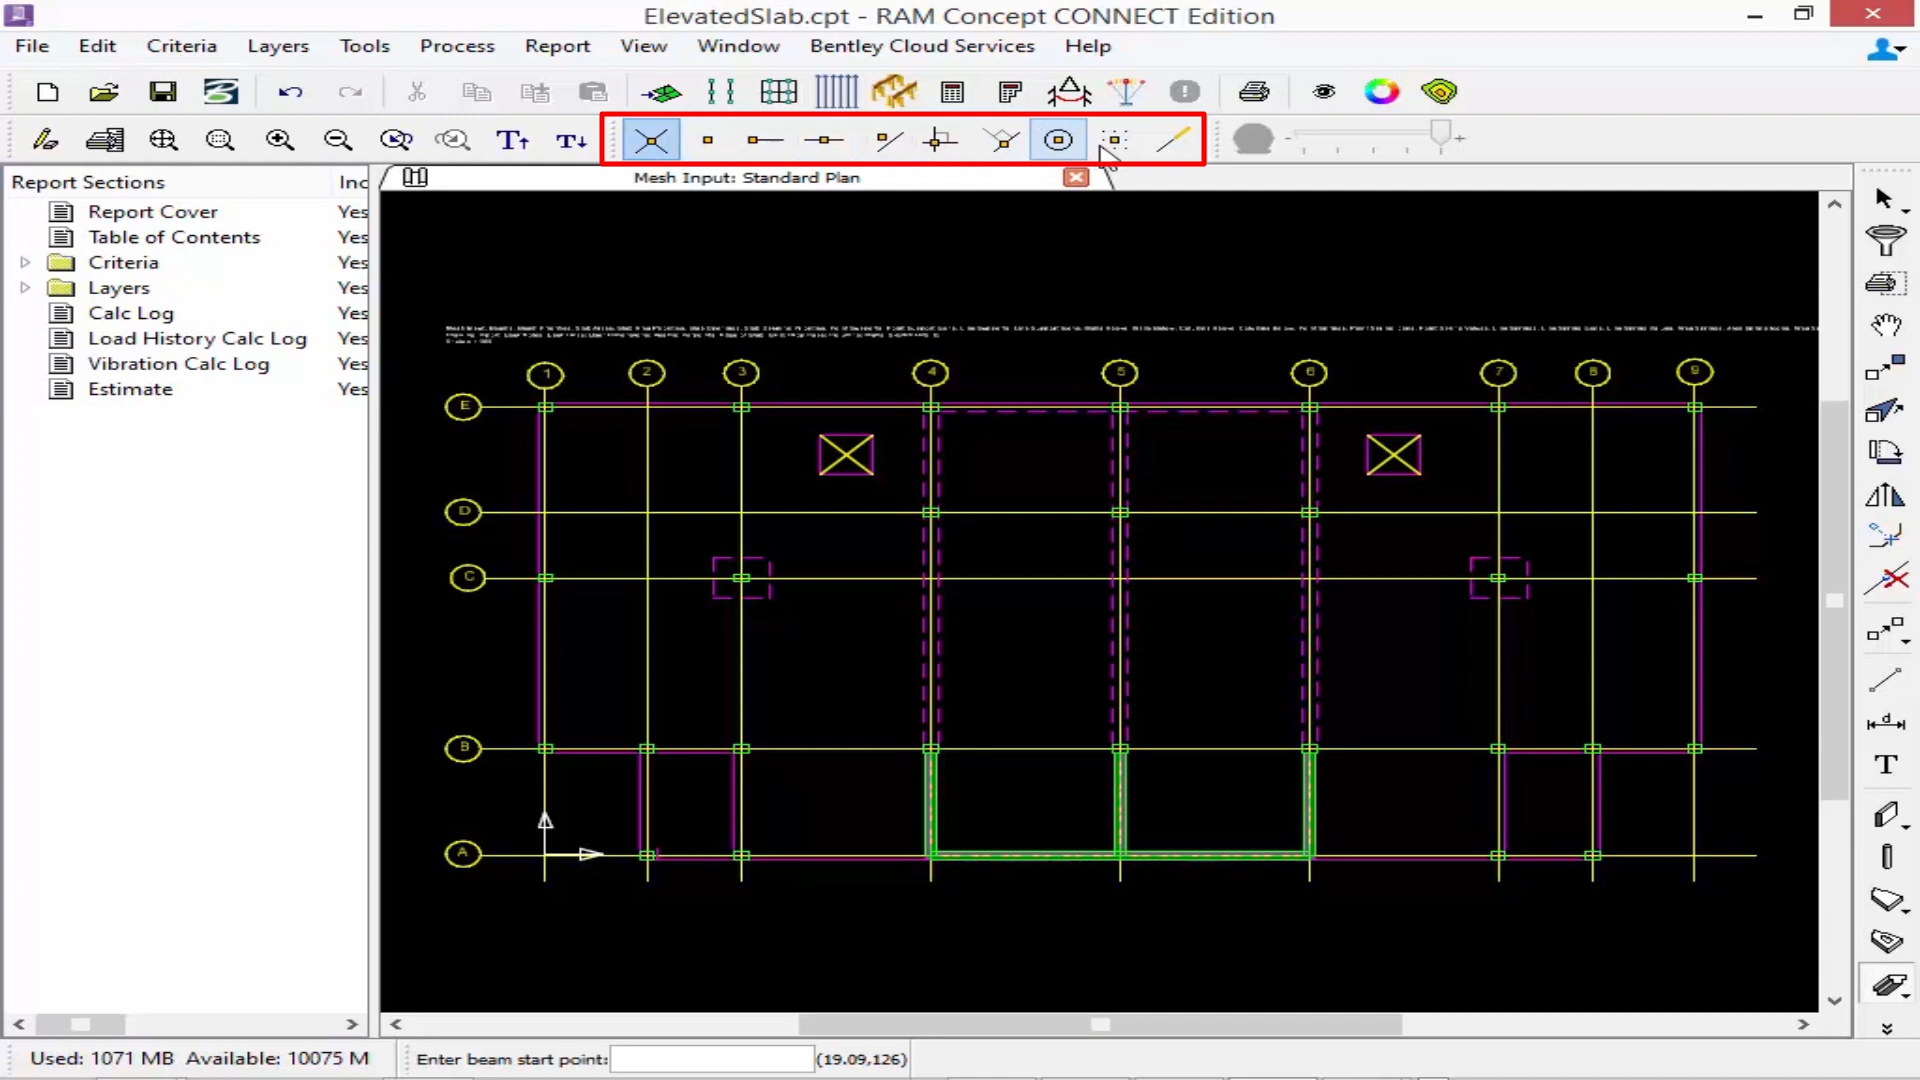 ElevatedSlab.cpt - RAM Concept CONNECT Edition
File Edit Criteria Layers Tools Process Report View Window Bentley Cloud Services Help
T↑ T↓
Report Sections Inc
Mesh Input: Standard Plan
Report Cover Yes
Table of Contents Yes
Criteria Yes
Layers Yes
Calc Log Yes
Load History Calc Log Yes
Vibration Calc Log Yes
Estimate Yes
1 2 3 4 5 6 7 8 9
E
D
C
B
A
d
T
Used: 1071 MB Available: 10075 M
Enter beam start point: (19.09,126)